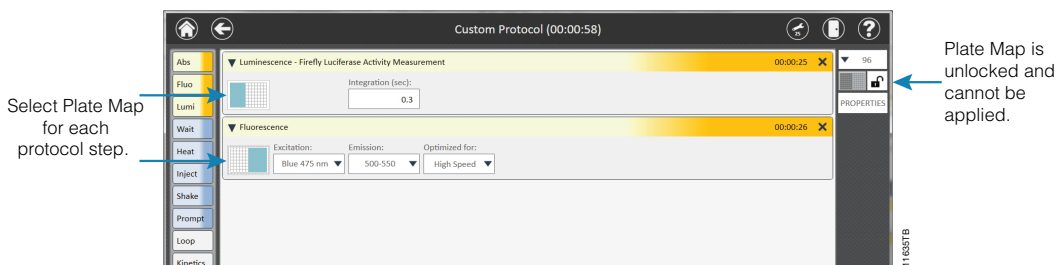 Custom Protocol (00:00:58)
25
?
Abs
Fluo
Lumi
Wait
Heat
Inject
Shake
Prompt
Loop
Kinetics
Luminescence - Firefly Luciferase Activity Measurement
00:00:25
Integration (sec):
0.3
Fluorescence
00:00:26
Excitation:
Emission:
Optimized for:
Blue 475 nm
500-550
High Speed
96
PROPERTIES
Select Plate Map
for each
protocol step.
Plate Map is
unlocked and
cannot be
applied.
11635TB